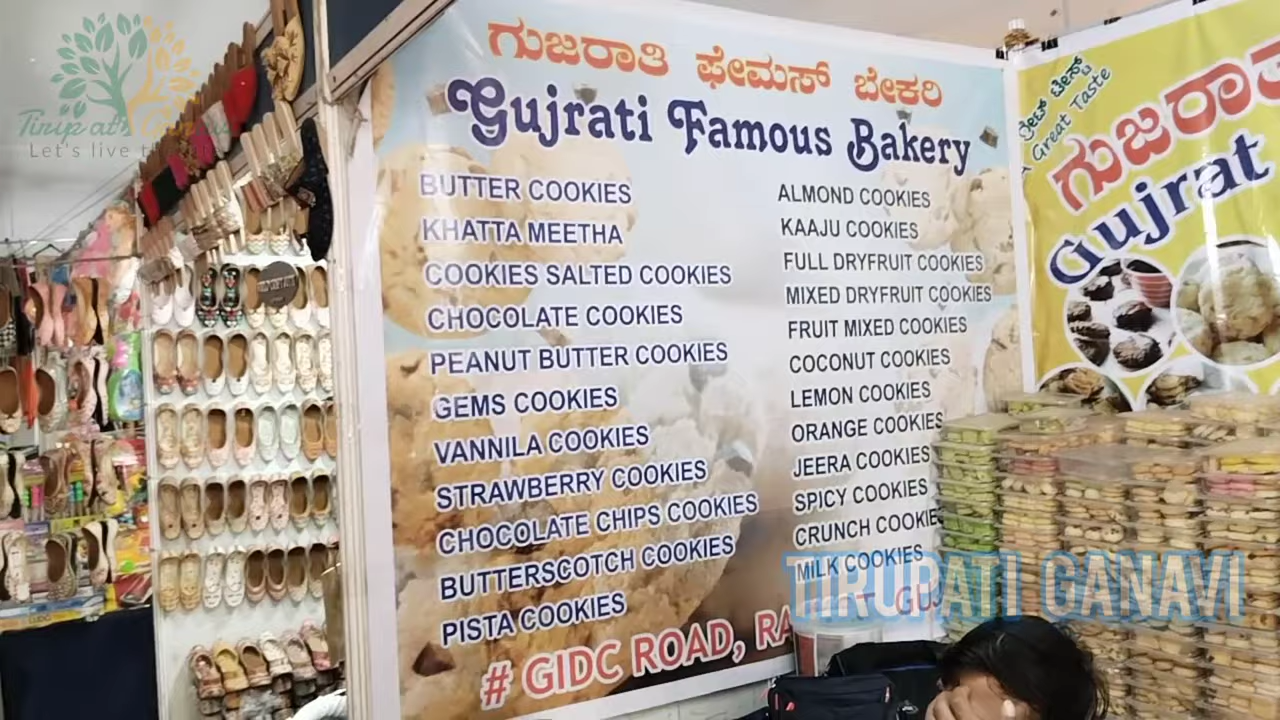 ಗುಜರಾತಿ ಫೇಮಸ್ ಬೇಕರಿ
Gujrati Famous Bakery
BUTTER COOKIES
KHATTA MEETHA
COOKIES SALTED COOKIES
CHOCOLATE COOKIES
PEANUT BUTTER COOKIES
GEMS COOKIES
VANNILA COOKIES
STRAWBERRY COOKIES
CHOCOLATE CHIPS COOKIES
BUTTERSCOTCH COOKIES
PISTA COOKIES
ALMOND COOKIES
KAAJU COOKIES
FULL DRYFRUIT COOKIES
MIXED DRYFRUIT COOKIES
FRUIT MIXED COOKIES
COCONUT COOKIES
LEMON COOKIES
ORANGE COOKIES
JEERA COOKIES
SPICY COOKIES
CRUNCH COOKIE
MILK COOKIES
# GIDC ROAD,
ಗ್ರೇಟ್ ಟೇಸ್ಟ್
Great Taste
ಗುಜರಾತ
Gujrat
Let's live
TIRUPATI GANAVI